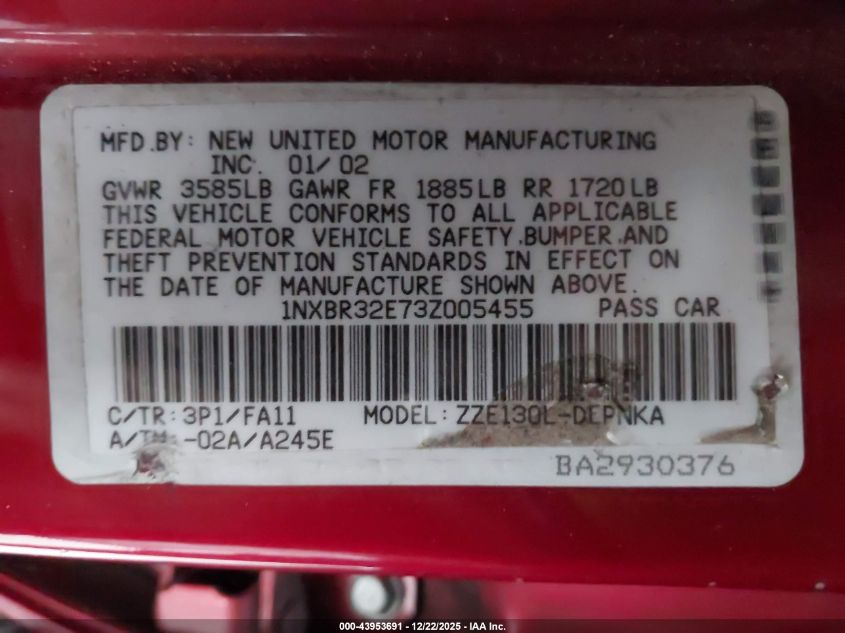 MFD.BY: NEW UNITED MOTOR MANUFACTURING
INC. 01/02
GVWR 3585LB GAWR FR 1885LB RR 1720LB
THIS VEHICLE CONFORMS TO ALL APPLICABLE
FEDERAL MOTOR VEHICLE SAFETY,BUMPER,AND
THEFT PREVENTION STANDARDS IN EFFECT ON
THE DATE OF MANUFACTURE SHOWN ABOVE.
1NXBR32E73Z005455 PASS CAR
C/TR:3P1/FA11 MODEL:ZZE130L-DEPNKA
A/TM:-02A/A245E
BA2930376
000-43953691 - 12/22/2025 - IAA Inc.